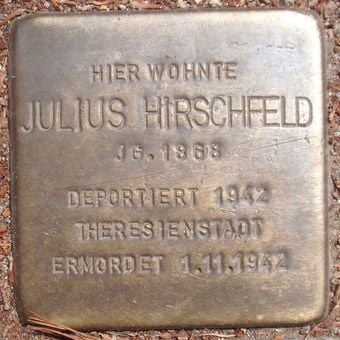 HIER WOHNTE
JULIUS HIRSCHFELD
JG. 1868
DEPORTIERT 1942
THERESIENSTADT
ERMORDET 1.11.1942